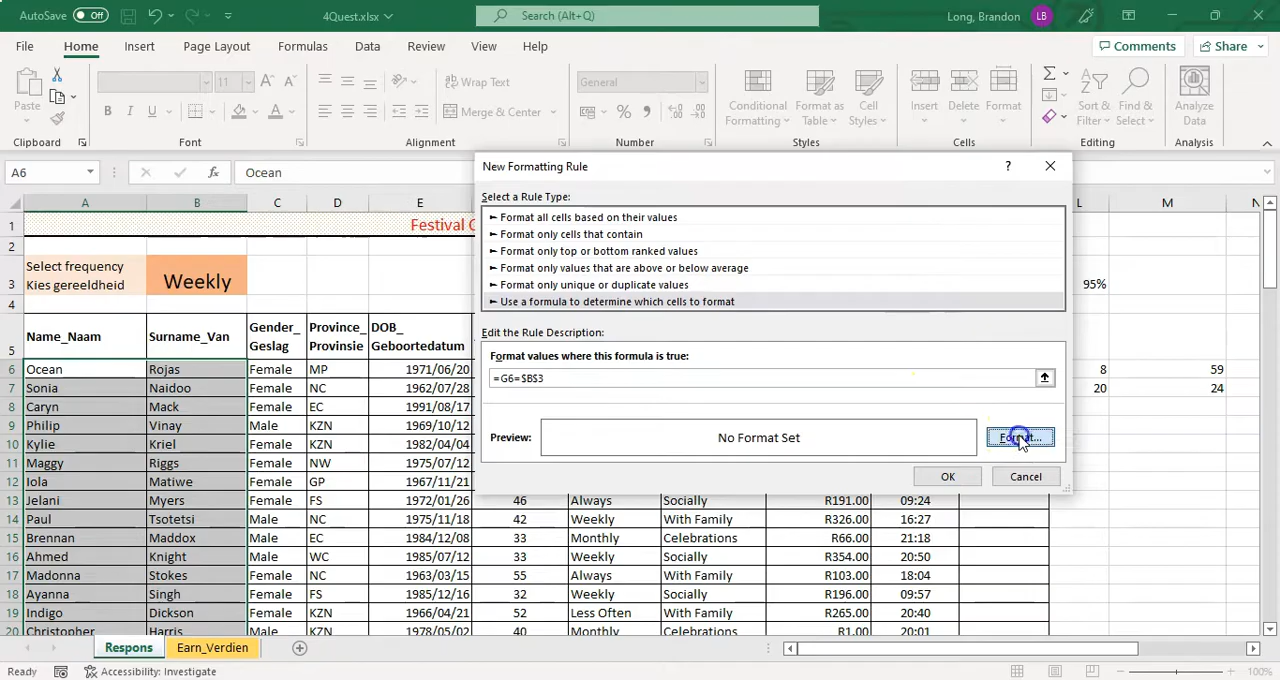 AutoSave Off 4Quest.xlsx Search (Alt+Q) Long, Brandon LB
File Home Insert Page Layout Formulas Data Review View Help Comments Share
Paste 11 Wrap Text General Conditional Formatting Format as Table Cell Styles Insert Delete Format Sort & Filter Find & Select Analyze Data
B I U Merge & Center
Clipboard Font Alignment Number Styles Cells Editing Analysis
A6 fx Ocean
New Formatting Rule ?
Select a Rule Type:
► Format all cells based on their values
► Format only cells that contain
► Format only top or bottom ranked values
► Format only values that are above or below average
► Format only unique or duplicate values
► Use a formula to determine which cells to format
Edit the Rule Description:
Format values where this formula is true:
=G6=$B$3
Preview: No Format Set Format...
OK Cancel
A B C D E L M N
1 Festival
2
3 Select frequency Kies gereeldheid Weekly 95%
4
5 Name_Naam Surname_Van Gender_Geslag Province_Provinsie DOB_Geboortedatum
6 Ocean Rojas Female MP 1971/06/20 8 59
7 Sonia Naidoo Female NC 1962/07/28 20 24
8 Caryn Mack Female EC 1991/08/17
9 Philip Vinay Female KZN 1969/10/12
10 Kylie Kriel Female KZN 1982/04/04
11 Maggy Riggs Female NW 1975/07/12
12 Iola Matiwe Female GP 1967/11/21
13 Jelani Myers Female FS 1972/01/26 46 Always Socially R191.00 09:24
14 Paul Tsotetsi Male NC 1975/11/18 42 Weekly With Family R326.00 16:27
15 Brennan Maddox Male EC 1984/12/08 33 Monthly Celebrations R66.00 21:18
16 Ahmed Knight Male WC 1985/07/12 33 Weekly Socially R354.00 20:50
17 Madonna Stokes Female NC 1963/03/15 55 Always With Family R103.00 18:04
18 Ayanna Singh Female FS 1985/12/16 32 Weekly Socially R196.00 09:57
19 Indigo Dickson Female KZN 1966/04/21 52 Less Often With Family R265.00 20:40
20 Christopher Harris Male KZN 1978/05/02 40 Monthly Celebrations R1.00 20:01
Respons Earn_Verdien
Ready Accessibility: Investigate 100%